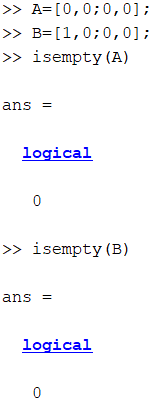 >> A=[0,0;0,0];
>> B=[1,0;0,0];
>> isempty(A)
ans =
logical
0
>> isempty(B)
ans =
logical
0